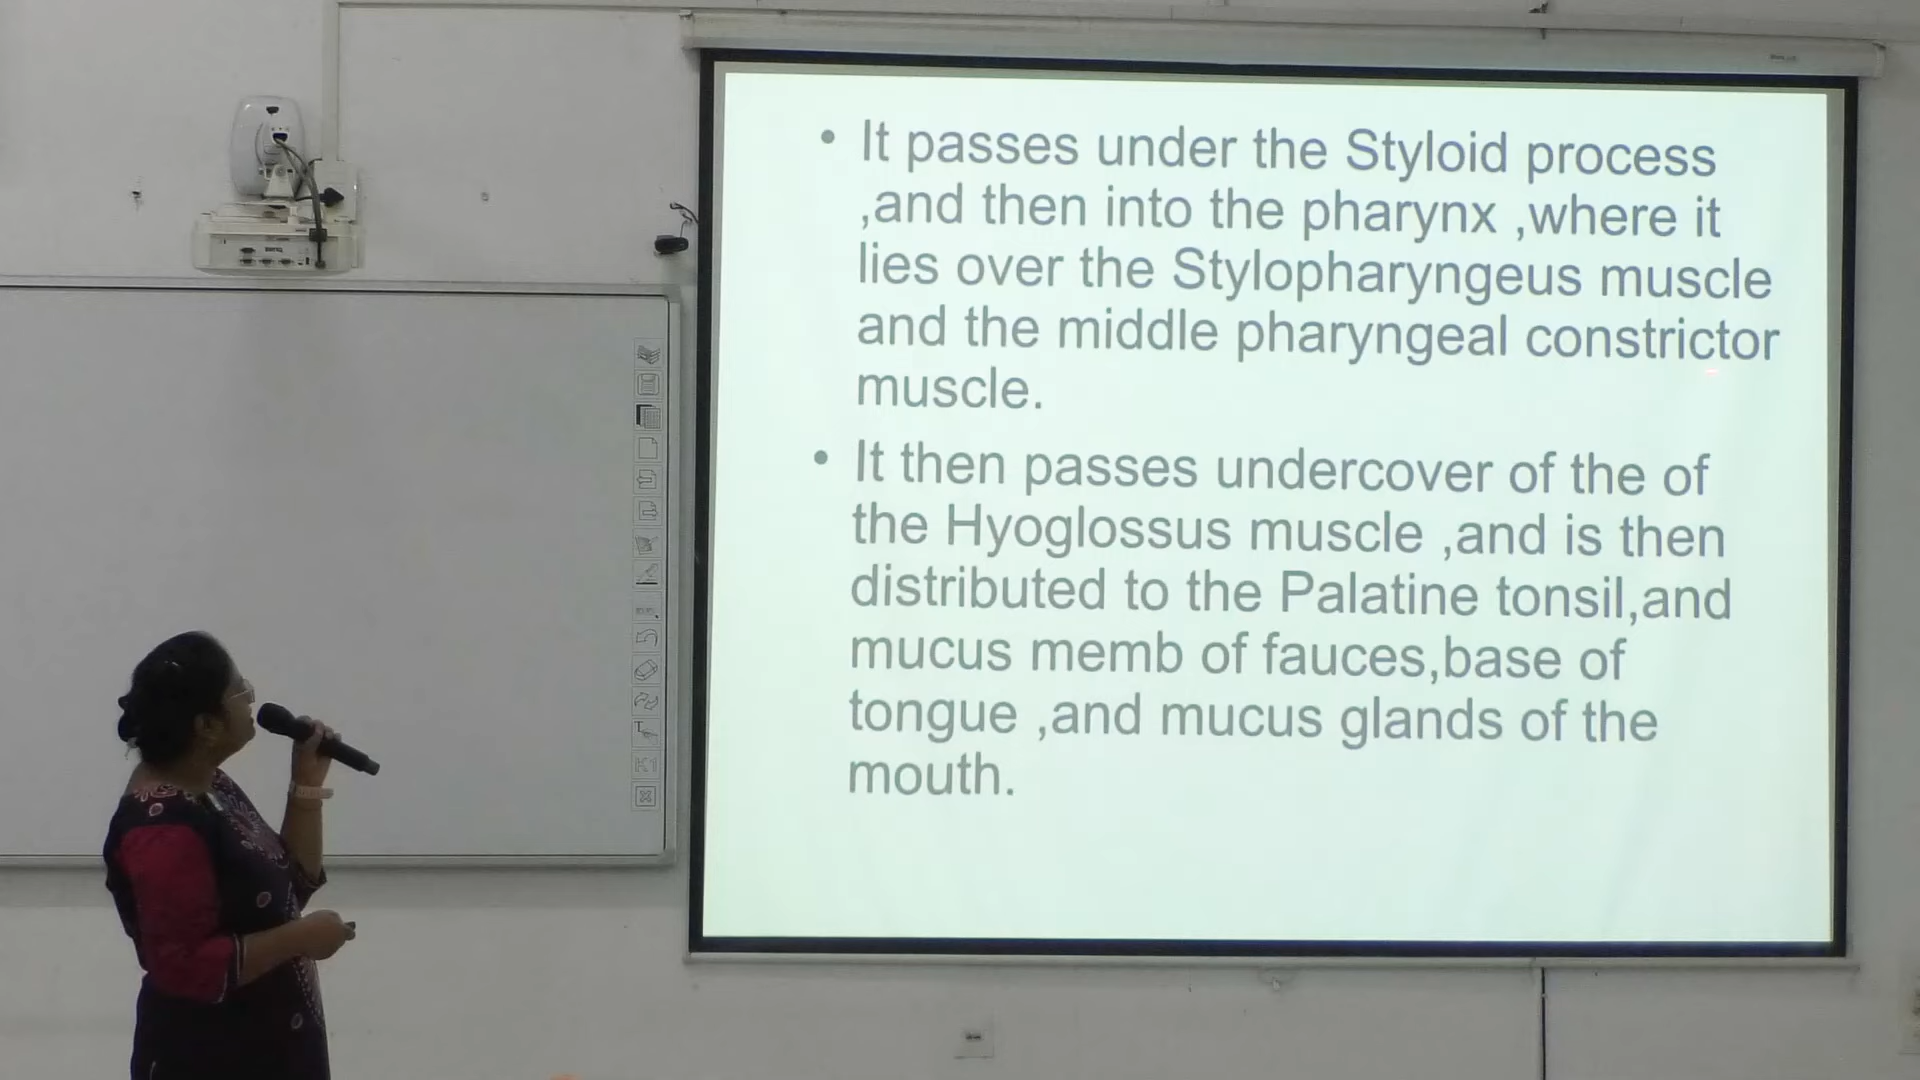 • It passes under the Styloid process
,and then into the pharynx ,where it
lies over the Stylopharyngeus muscle
and the middle pharyngeal constrictor
muscle.
• It then passes undercover of the of
the Hyoglossus muscle ,and is then
distributed to the Palatine tonsil,and
mucus memb of fauces,base of
tongue ,and mucus glands of the
mouth.